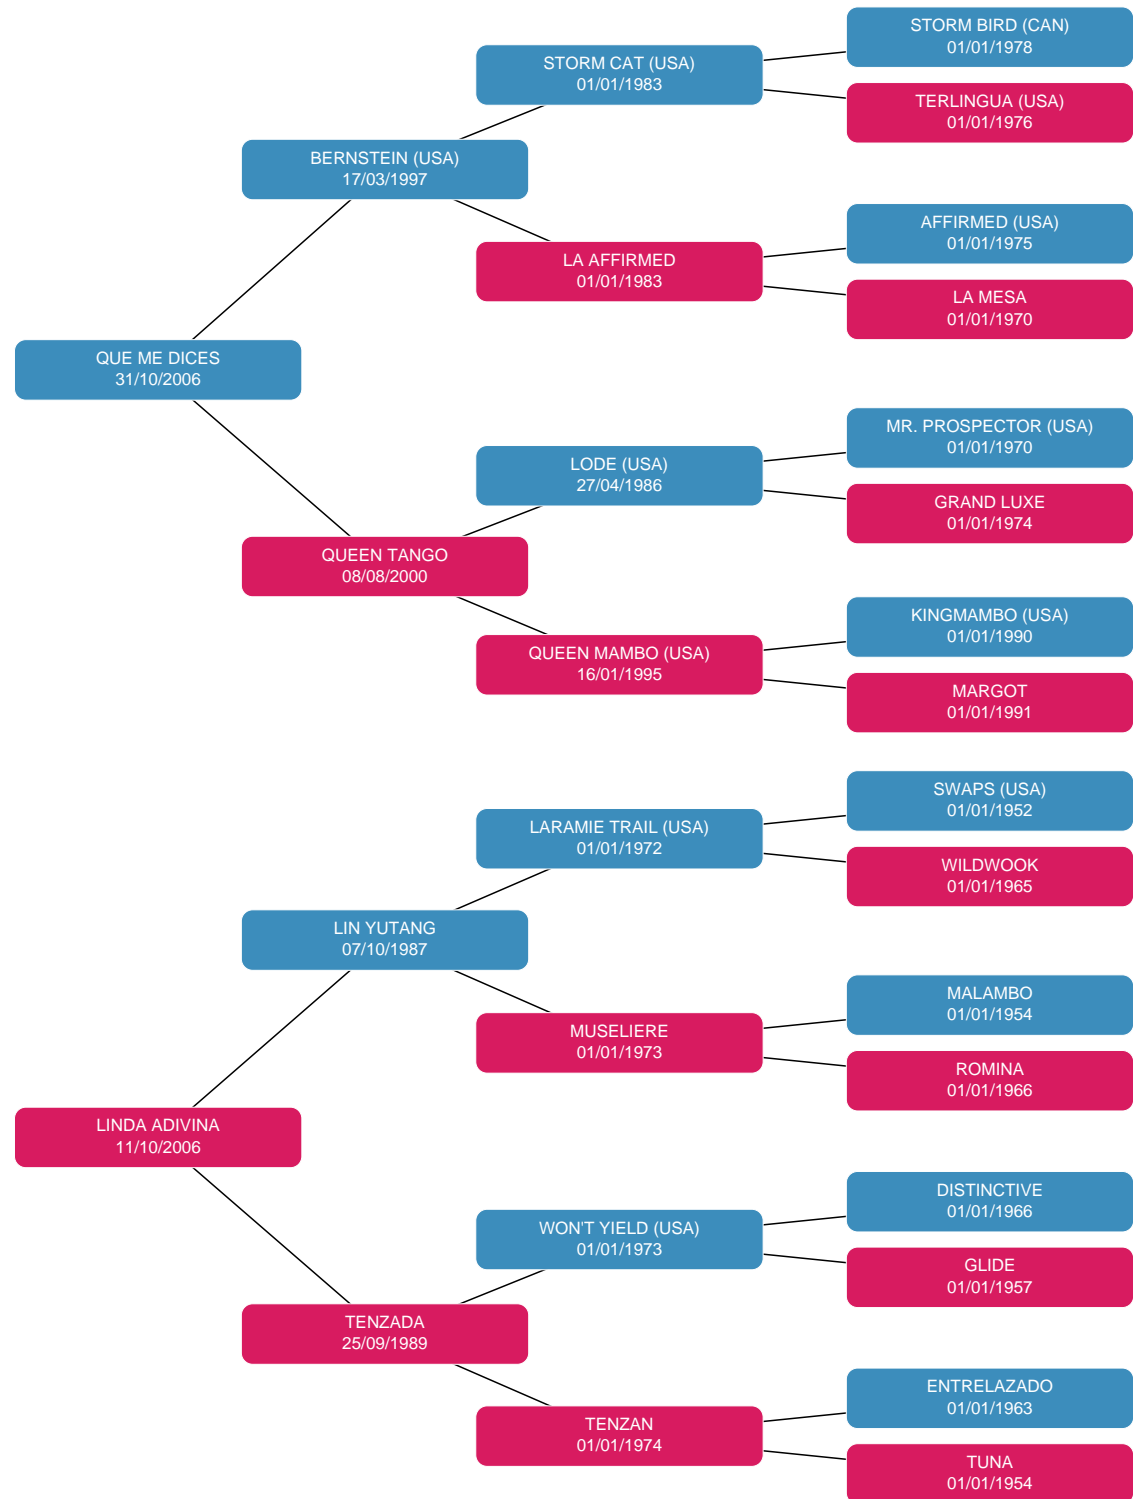 STORM BIRD (CAN)
01/01/1978
STORM CAT (USA)
01/01/1983
TERLINGUA (USA)
01/01/1976
BERNSTEIN (USA)
17/03/1997
AFFIRMED (USA)
01/01/1975
LA AFFIRMED
01/01/1983
LA MESA
01/01/1970
QUE ME DICES
31/10/2006
MR. PROSPECTOR (USA)
01/01/1970
LODE (USA)
27/04/1986
GRAND LUXE
01/01/1974
QUEEN TANGO
08/08/2000
KINGMAMBO (USA)
01/01/1990
QUEEN MAMBO (USA)
16/01/1995
MARGOT
01/01/1991
SWAPS (USA)
01/01/1952
LARAMIE TRAIL (USA)
01/01/1972
WILDWOOK
01/01/1965
LIN YUTANG
07/10/1987
MALAMBO
01/01/1954
MUSELIERE
01/01/1973
ROMINA
01/01/1966
LINDA ADIVINA
11/10/2006
DISTINCTIVE
01/01/1966
WON'T YIELD (USA)
01/01/1973
GLIDE
01/01/1957
TENZADA
25/09/1989
ENTRELAZADO
01/01/1963
TENZAN
01/01/1974
TUNA
01/01/1954